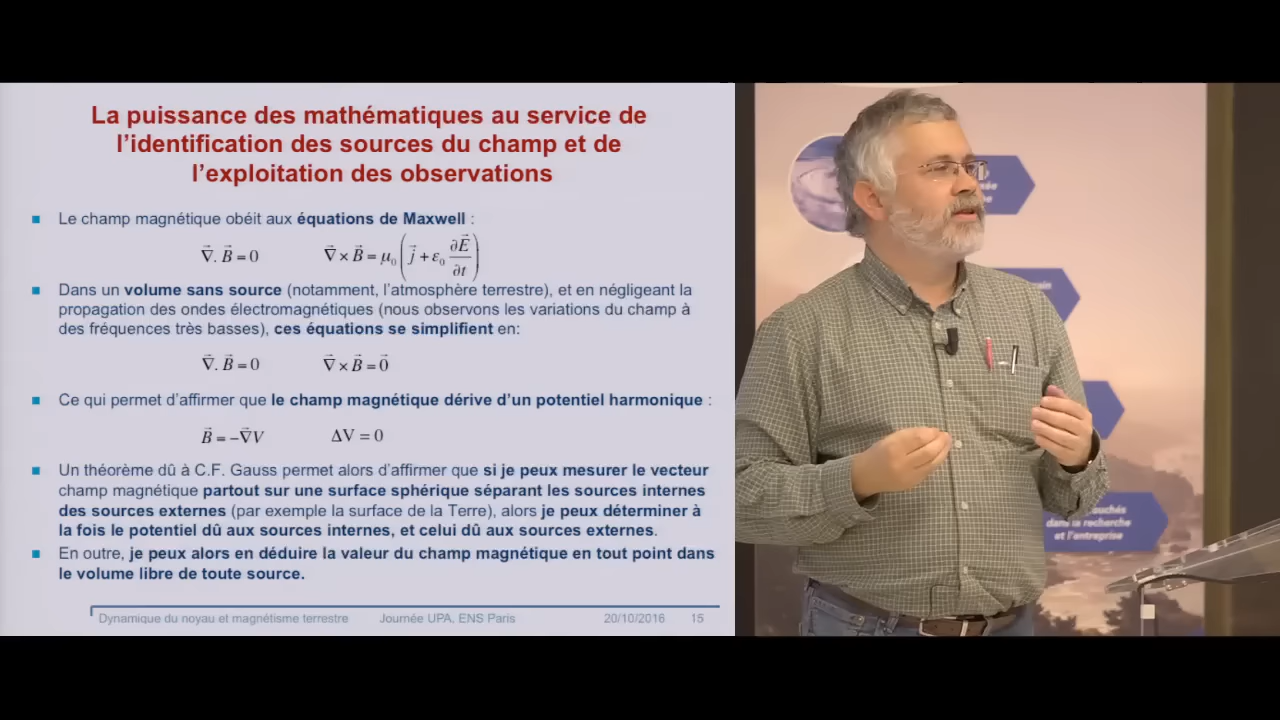 La puissance des mathématiques au service de
l'identification des sources du champ et de
l'exploitation des observations
Le champ magnétique obéit aux équations de Maxwell :
∇⃗. B⃗ = 0    ∇⃗ × B⃗ = μ₀ ( j⃗ + ε₀ ∂E⃗/∂t )
Dans un volume sans source (notamment, l'atmosphère terrestre), et en négligeant la
propagation des ondes électromagnétiques (nous observons les variations du champ à
des fréquences très basses), ces équations se simplifient en:
∇⃗. B⃗ = 0    ∇⃗ × B⃗ = 0⃗
Ce qui permet d'affirmer que le champ magnétique dérive d'un potentiel harmonique :
B⃗ = −∇⃗V    ΔV = 0
Un théorème dû à C.F. Gauss permet alors d'affirmer que si je peux mesurer le vecteur
champ magnétique partout sur une surface sphérique séparant les sources internes
des sources externes (par exemple la surface de la Terre), alors je peux déterminer à
la fois le potentiel dû aux sources internes, et celui dû aux sources externes.
En outre, je peux alors en déduire la valeur du champ magnétique en tout point dans
le volume libre de toute source.
Dynamique du noyau et magnétisme terrestre    Journée UPA, ENS Paris    20/10/2016    15
la recherche
et l'entreprise